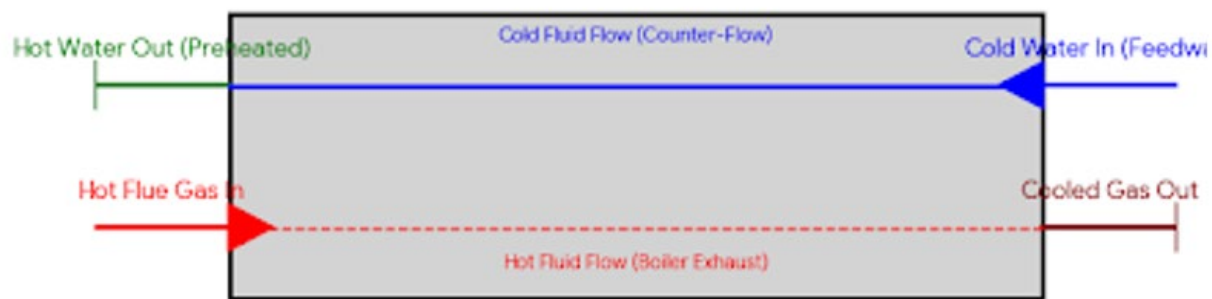 Cold Fluid Flow (Counter-Flow)
Hot Water Out (Preheated)
Cold Water In (Feedw
Hot Flue Gas In
Cooled Gas Out
Hot Fluid Flow (Boiler Exhaust)